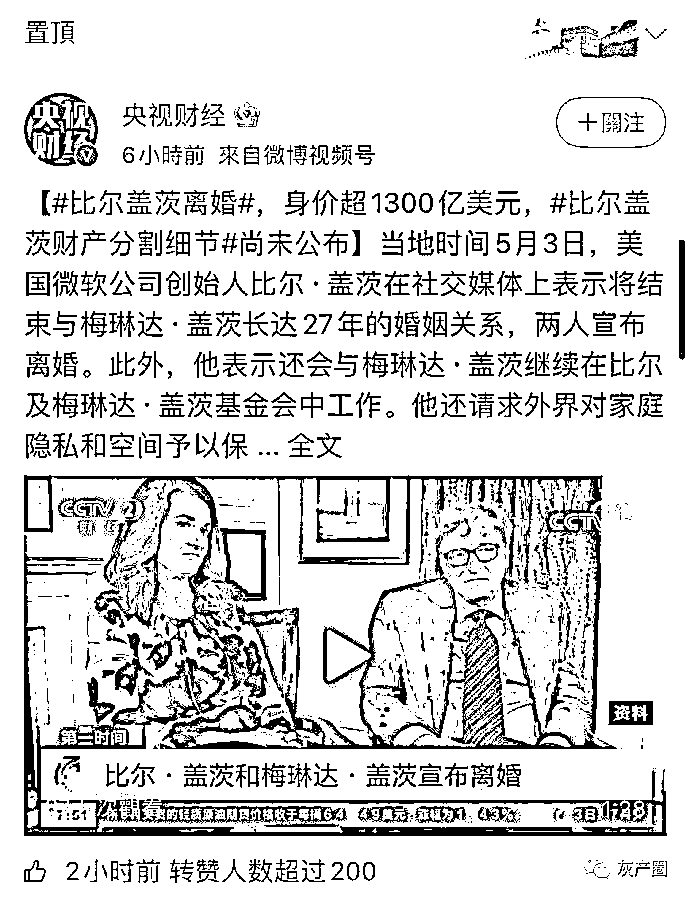 置頂
央视财经
央视财经
十關注
6小時前 來自微博视频号
【#比尔盖茨离婚#，身价超1300亿美元，#比尔盖
茨财产分割细节#尚未公布】当地时间5月3日，美
国微软公司创始人比尔·盖茨在社交媒体上表示将结
束与梅琳达·盖茨长达27年的婚姻关系，两人宣布
离婚。此外，他表示还会与梅琳达·盖茨继续在比尔
及梅琳达·盖茨基金会中工作。他还请求外界对家庭
隐私和空间予以保 ... 全文
CCTV 2
财经
CCTV
资料
第二时间
比尔·盖茨和梅琳达·盖茨宣布离婚
1:28
2小时前 转赞人数超过200
灰产圈